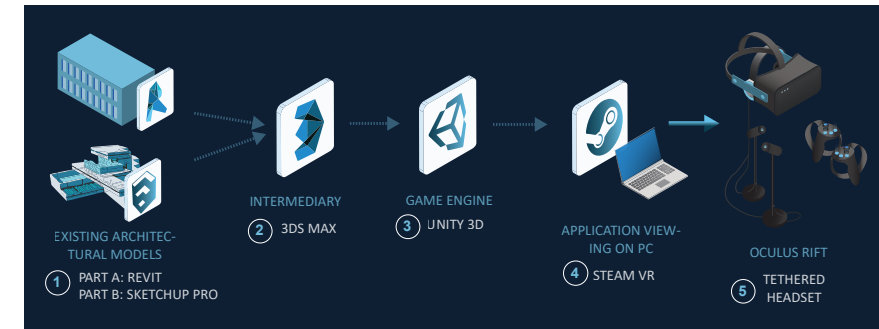 EXISTING ARCHITEC-
TURAL MODELS
1
PART A: REVIT
PART B: SKETCHUP PRO
INTERMEDIARY
2 3DS MAX
GAME ENGINE
3 UNITY 3D
APPLICATION VIEW-
ING ON PC
4 STEAM VR
OCULUS RIFT
5
TETHERED
HEADSET